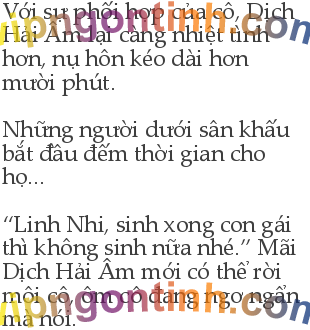 Với sự phối hợp của cô, Dịch
Hải Âm lại càng nhiệt tình
hơn, nụ hôn kéo dài hơn
mười phút.
Những người dưới sân khấu
bắt đầu đếm thời gian cho
họ...
“Linh Nhi, sinh xong con gái
thì không sinh nữa nhé.” Mãi
Dịch Hải Âm mới có thể rời
môi cô, ôm cô đang ngơ ngẩn
mà nói.
vipngontinh.com
vipngontinh.com